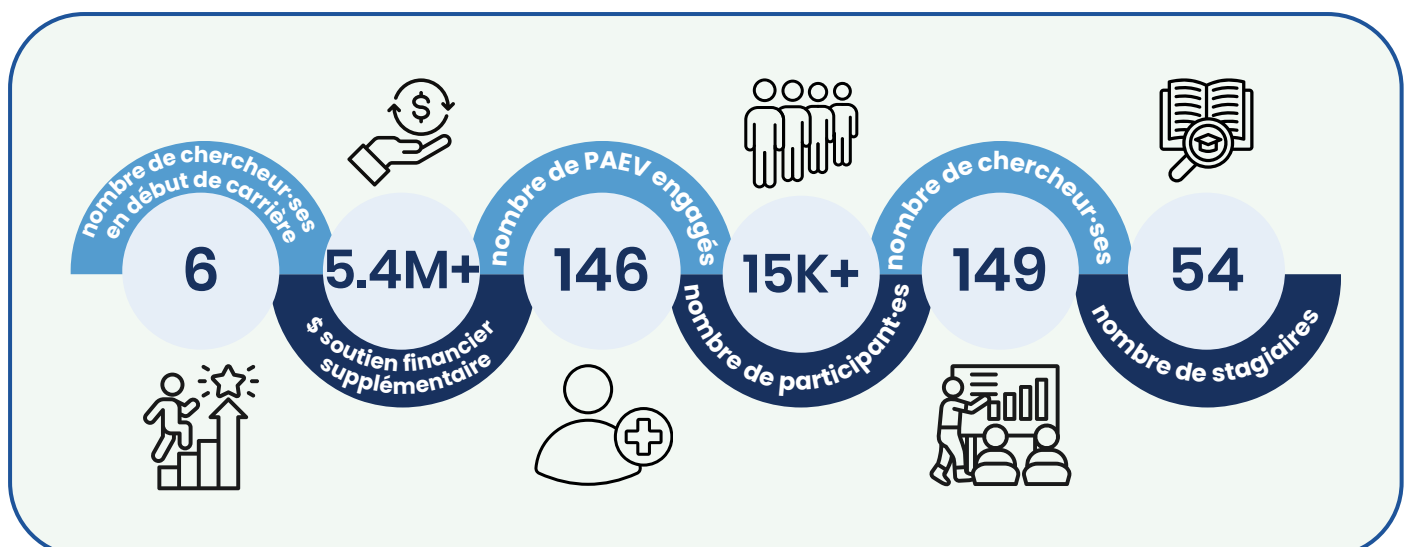 nombre de chercheur·ses
en début de carrière
6
5.4M+
$ soutien financier
supplémentaire
nombre de PAEV engagés
146
15K+
nombre de participant·es
nombre de chercheur·ses
149
54
nombre de stagiaires